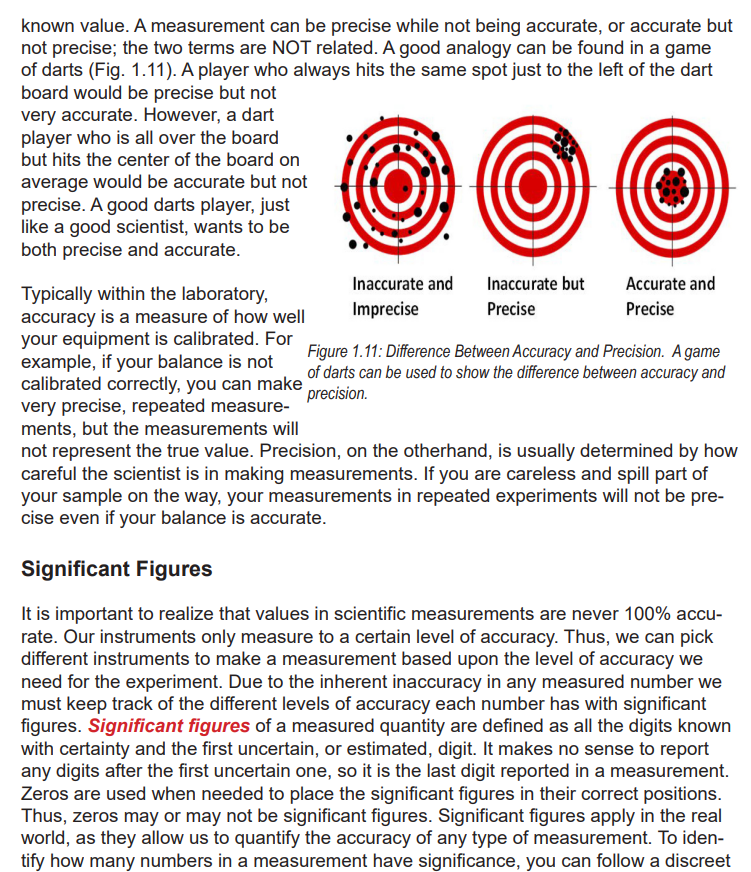 known value. A measurement can be precise while not being accurate, or accurate but
not precise; the two terms are NOT related. A good analogy can be found in a game
of darts (Fig. 1.11). A player who always hits the same spot just to the left of the dart
board would be precise but not
very accurate. However, a dart
player who is all over the board
but hits the center of the board on
average would be accurate but not
precise. A good darts player, just
like a good scientist, wants to be
both precise and accurate.
Inaccurate and
Imprecise
Inaccurate but
Precise
Accurate and
Precise
Figure 1.11: Difference Between Accuracy and Precision. A game
of darts can be used to show the difference between accuracy and
precision.
Typically within the laboratory,
accuracy is a measure of how well
your equipment is calibrated. For
example, if your balance is not
calibrated correctly, you can make
very precise, repeated measure-
ments, but the measurements will
not represent the true value. Precision, on the otherhand, is usually determined by how
careful the scientist is in making measurements. If you are careless and spill part of
your sample on the way, your measurements in repeated experiments will not be pre-
cise even if your balance is accurate.
Significant Figures
It is important to realize that values in scientific measurements are never 100% accu-
rate. Our instruments only measure to a certain level of accuracy. Thus, we can pick
different instruments to make a measurement based upon the level of accuracy we
need for the experiment. Due to the inherent inaccuracy in any measured number we
must keep track of the different levels of accuracy each number has with significant
figures. Significant figures of a measured quantity are defined as all the digits known
with certainty and the first uncertain, or estimated, digit. It makes no sense to report
any digits after the first uncertain one, so it is the last digit reported in a measurement.
Zeros are used when needed to place the significant figures in their correct positions.
Thus, zeros may or may not be significant figures. Significant figures apply in the real
world, as they allow us to quantify the accuracy of any type of measurement. To iden-
tify how many numbers in a measurement have significance, you can follow a discreet